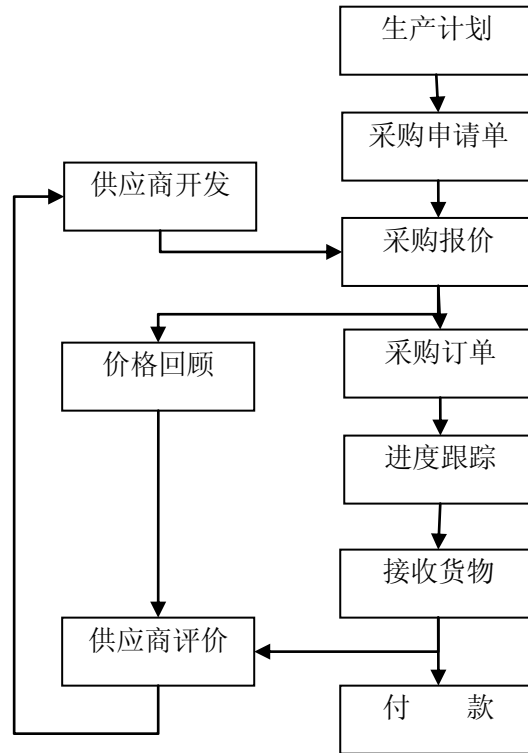 生产计划
采购申请单
供应商开发
采购报价
价格回顾
采购订单
进度跟踪
接收货物
供应商评价
付 款